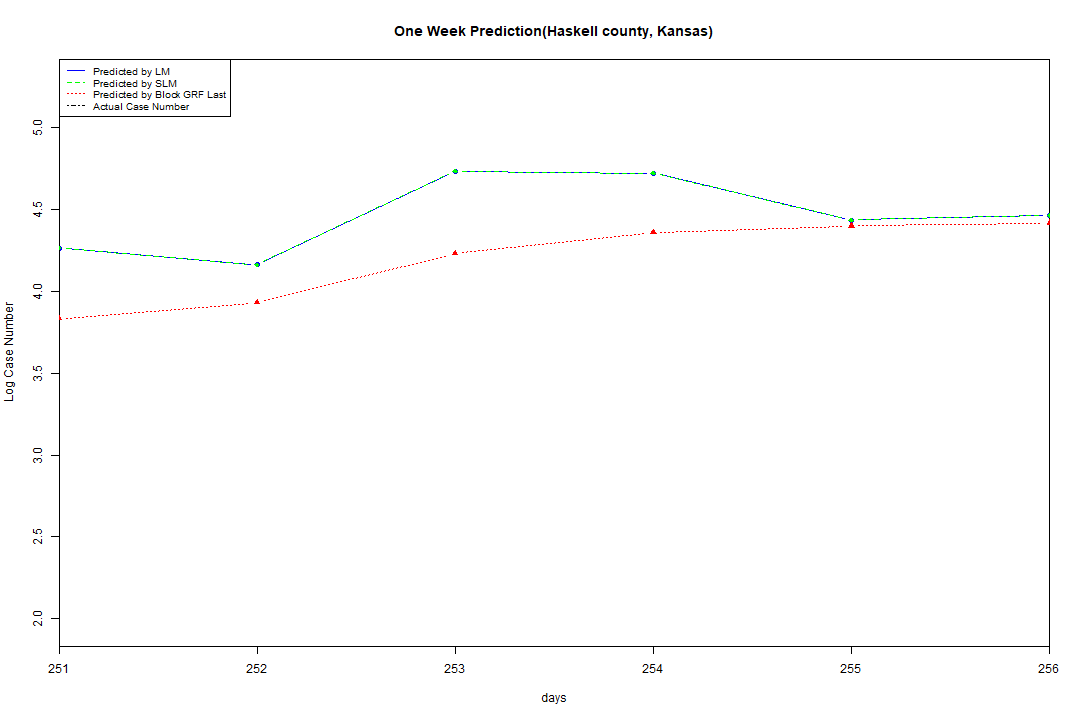 One Week Prediction(Haskell county, Kansas)
Predicted by LM
Predicted by SLM
Predicted by Block GRF Last
Actual Case Number
5.0
4.5
4.0
3.5
3.0
2.5
2.0
Log Case Number
251 252 253 254 255 256
days